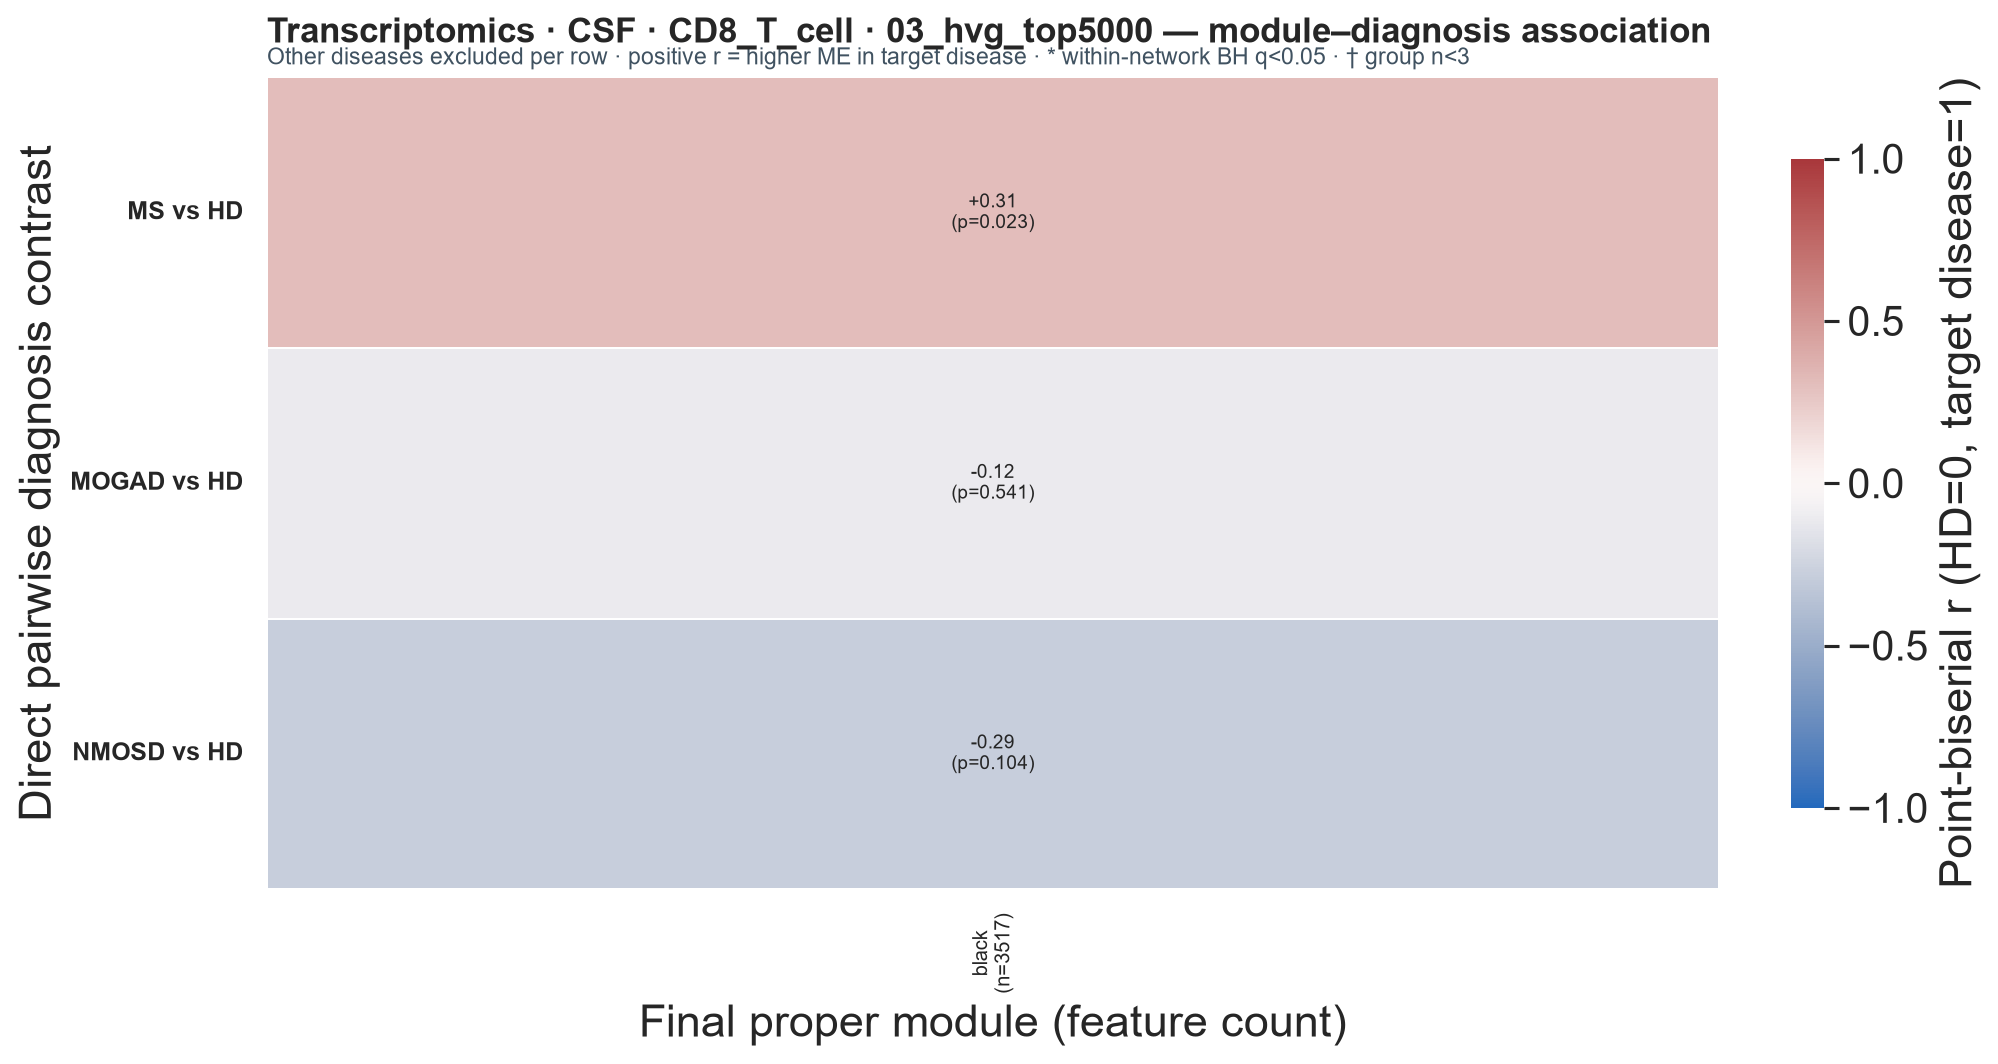 Transcriptomics · CSF · CD8_T_cell · 03_hvg_top5000 — module–diagnosis association
Other diseases excluded per row · positive r = higher ME in target disease · * within-network BH q<0.05 · † group n<3
Direct pairwise diagnosis contrast
MS vs HD
+0.31
(p=0.023)
MOGAD vs HD
-0.12
(p=0.541)
NMOSD vs HD
-0.29
(p=0.104)
black
(n=3517)
Final proper module (feature count)
1.0
0.5
0.0
−0.5
−1.0
Point-biserial r (HD=0, target disease=1)